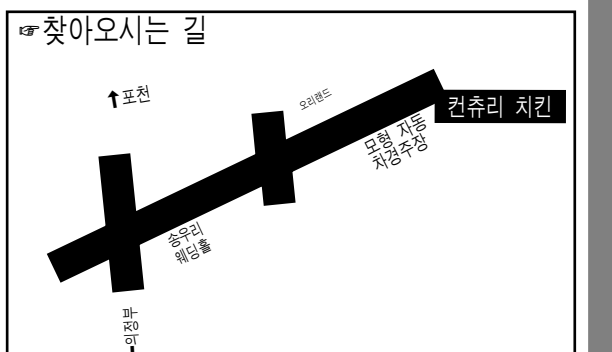 ☞찾아오시는 길
↑포천
오리랜드
컨츄리 치킨
모형 자동
차경주장
송우리
웨딩홀
의정부